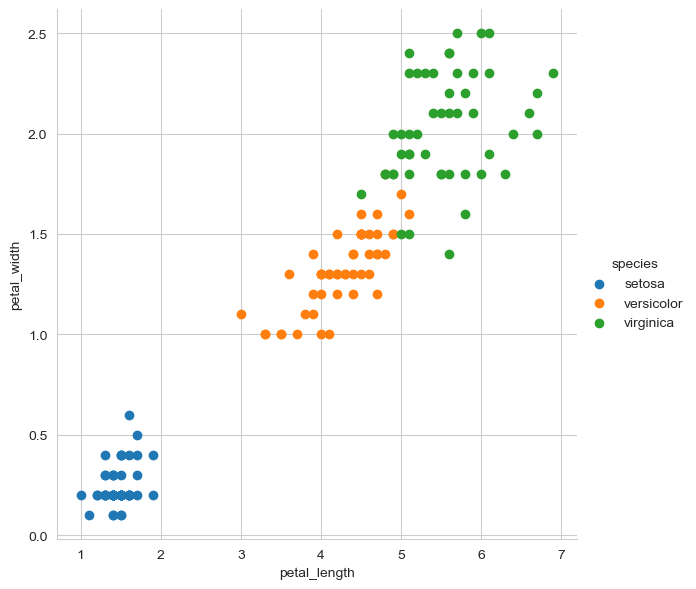 2.5
2.0
1.5
1.0
0.5
0.0
petal_width
1 2 3 4 5 6 7
petal_length
species
setosa
versicolor
virginica